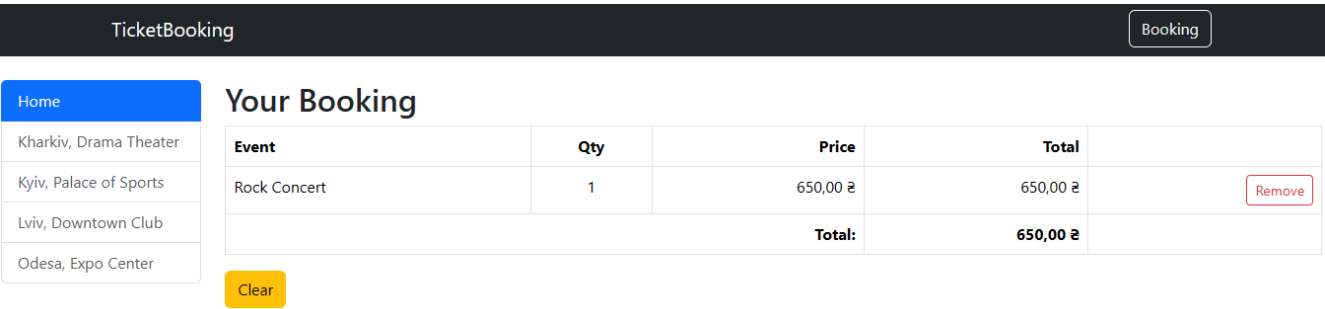 TicketBooking Booking
Home
Kharkiv, Drama Theater
Kyiv, Palace of Sports
Lviv, Downtown Club
Odesa, Expo Center
Your Booking
Event Qty Price Total
Rock Concert 1 650,00 ₴ 650,00 ₴ Remove
Total: 650,00 ₴
Clear